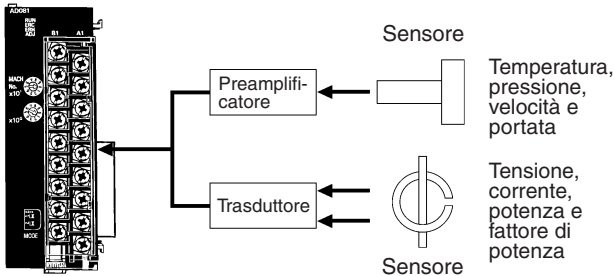 AD081
RUN
ERC
ERH
ADJ
B1 A1
MACH
No.
x10¹
x10⁰
MODE
Sensore
Preamplifi-
catore
Temperatura,
pressione,
velocità e
portata
Trasduttore
Tensione,
corrente,
potenza e
fattore di
potenza
Sensore